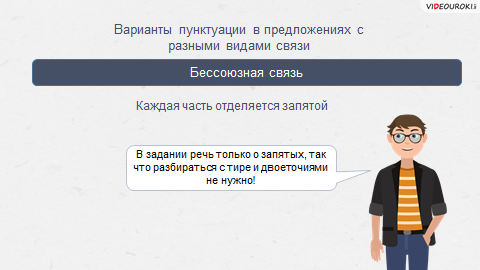 VIDEOUROKI
Варианты пунктуации в предложениях с
разными видами связи
Бессоюзная связь
Каждая часть отделяется запятой
В задании речь только о запятых, так
что разбираться с тире и двоеточиями
не нужно!